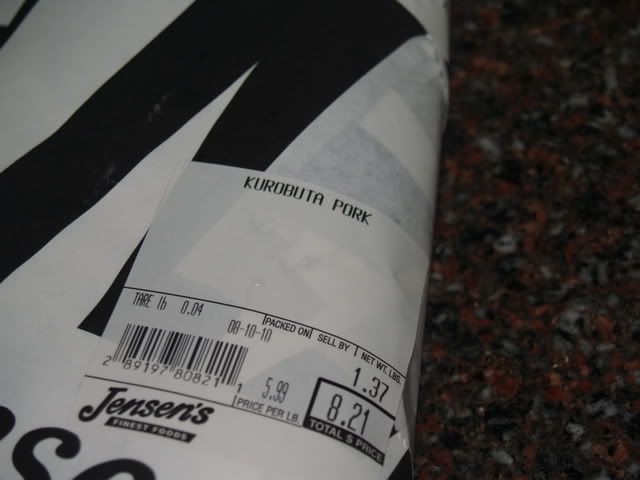 KUROBUTA PORK
TARE lb 0.04
08-10-10
PACKED ON SELL BY NET WT. LBS.
1.37
2 89197 80821 1
5.99
PRICE PER LB.
8.21
TOTAL $ PRICE
Jensen's
FINEST FOODS